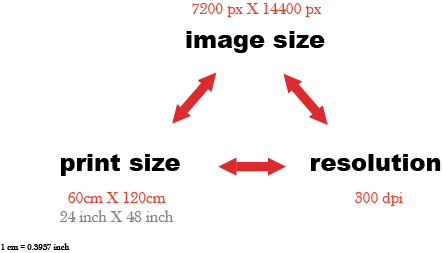 7200 px X 14400 px
image size
print size
resolution
60cm X 120cm
300 dpi
24 inch X 48 inch
1 cm = 0.3937 inch